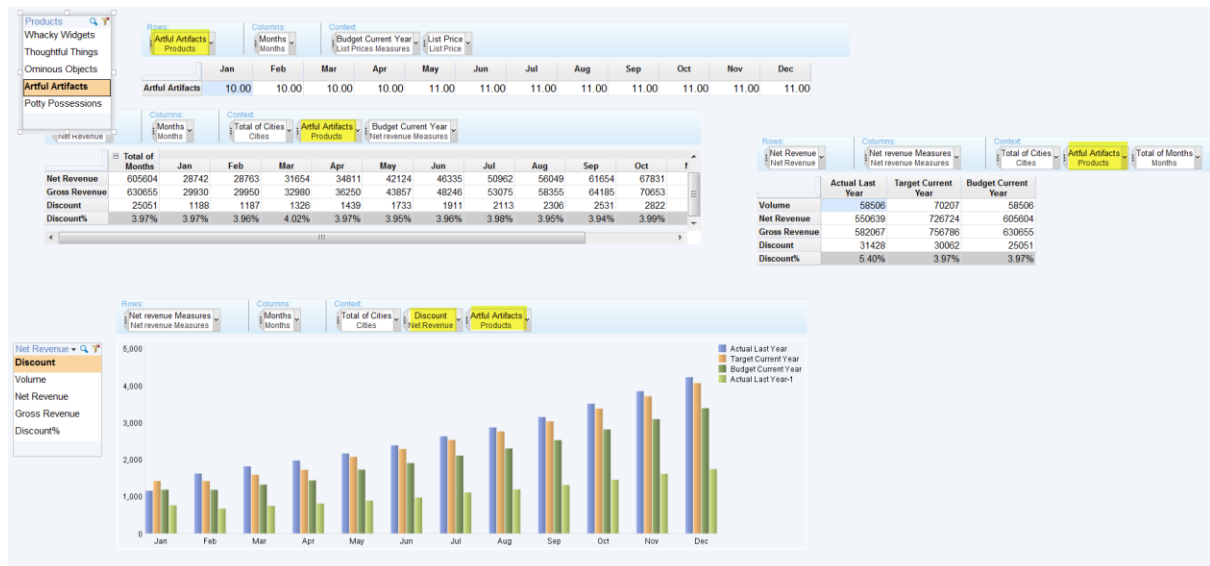 Products
Whacky Widgets
Thoughtful Things
Ominous Objects
Artful Artifacts
Potty Possessions
Rows:
Columns:
Context:
Artful Artifacts
Products
Months
Months
Budget Current Year
List Prices Measures
List Price
List Price
Jan Feb Mar Apr May Jun Jul Aug Sep Oct Nov Dec
Artful Artifacts 10.00 10.00 10.00 10.00 11.00 11.00 11.00 11.00 11.00 11.00 11.00 11.00
Columns:
Context:
Net Revenue
Months
Months
Total of Cities
Cities
Artful Artifacts
Products
Budget Current Year
Net revenue Measures
Total of
Months Jan Feb Mar Apr May Jun Jul Aug Sep Oct
Net Revenue 605604 28742 28763 31654 34811 42124 46335 50962 56049 61654 67831
Gross Revenue 630655 29930 29950 32980 36250 43857 48246 53075 58355 64185 70653
Discount 25051 1188 1187 1326 1439 1733 1911 2113 2306 2531 2822
Discount% 3.97% 3.97% 3.96% 4.02% 3.97% 3.95% 3.96% 3.98% 3.95% 3.94% 3.99%
Rows:
Columns:
Context:
Net Revenue
Net Revenue
Net revenue Measures
Net revenue Measures
Total of Cities
Cities
Artful Artifacts
Products
Total of Months
Months
Actual Last Target Current Budget Current
Year Year Year
Volume 58506 70207 58506
Net Revenue 550639 726724 605604
Gross Revenue 582067 756786 630655
Discount 31428 30062 25051
Discount% 5.40% 3.97% 3.97%
Rows:
Columns:
Context:
Net revenue Measures
Net revenue Measures
Months
Months
Total of Cities
Cities
Discount
Net Revenue
Artful Artifacts
Products
Net Revenue
Discount
Volume
Net Revenue
Gross Revenue
Discount%
5,000
4,000
3,000
2,000
1,000
0
Jan Feb Mar Apr May Jun Jul Aug Sep Oct Nov Dec
Actual Last Year
Target Current Year
Budget Current Year
Actual Last Year-1